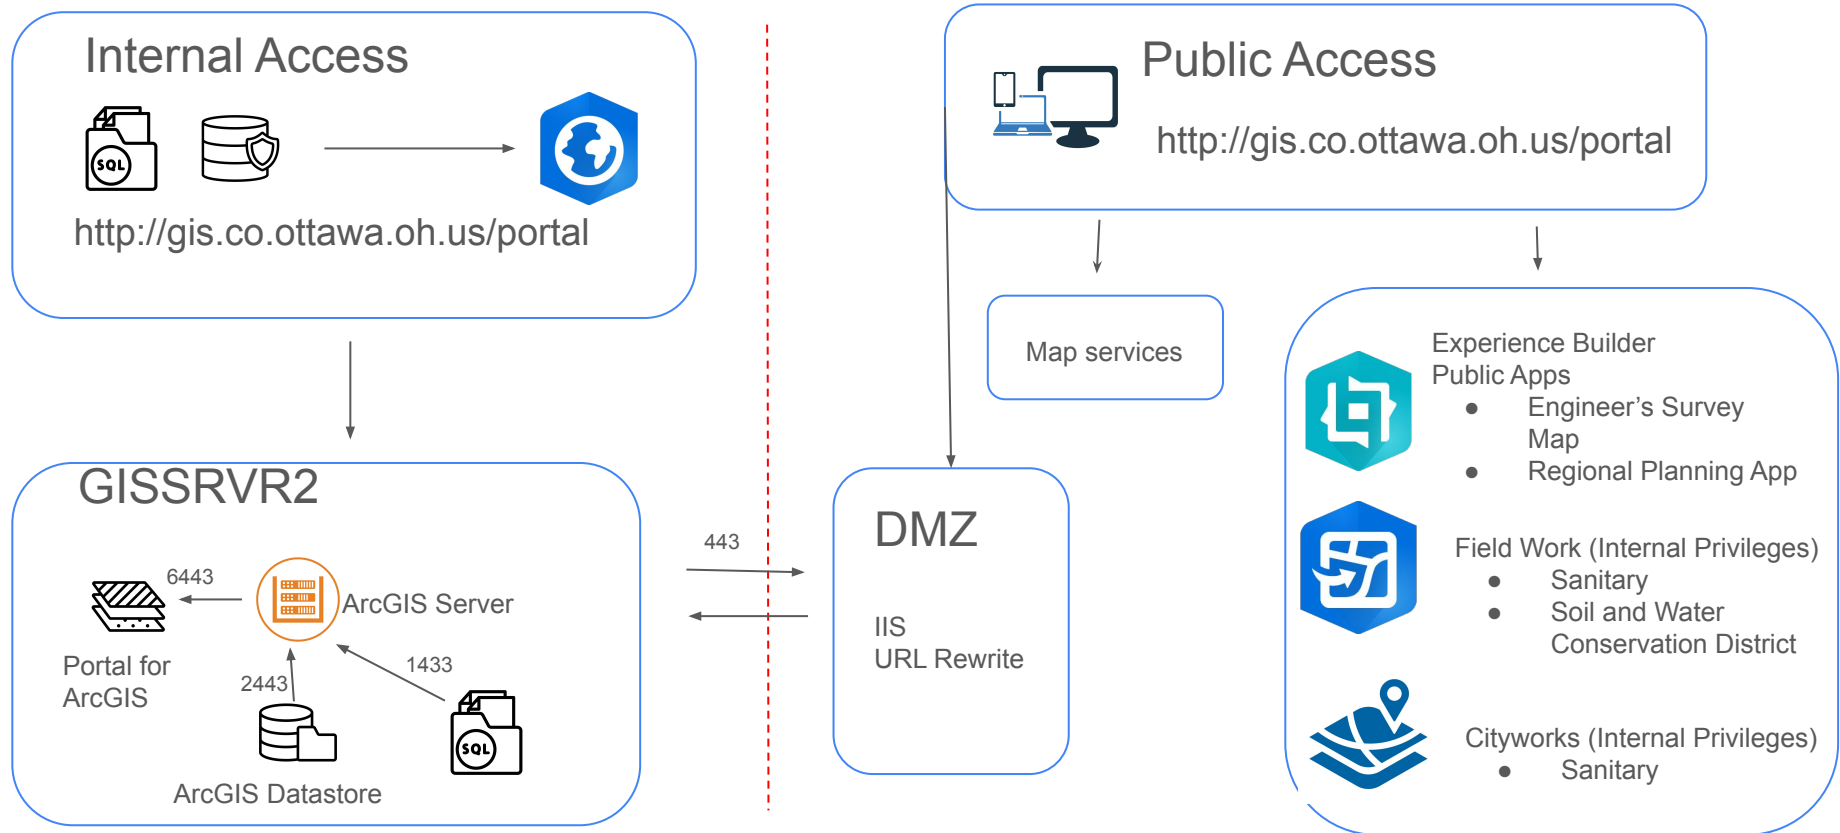 Internal Access
SQL
http://gis.co.ottawa.oh.us/portal
GISSRVR2
6443
ArcGIS Server
Portal for
ArcGIS
2443
1433
SQL
ArcGIS Datastore
443
DMZ
IIS
URL Rewrite
Public Access
http://gis.co.ottawa.oh.us/portal
Map services
Experience Builder
Public Apps
● Engineer’s Survey
Map
● Regional Planning App
Field Work (Internal Privileges)
● Sanitary
● Soil and Water
Conservation District
Cityworks (Internal Privileges)
● Sanitary